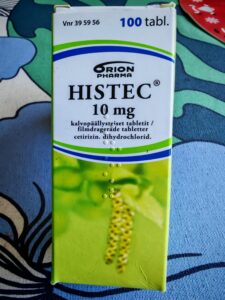 Vnr 39 59 56
100 tabl.
ORION
PHARMA
HISTEC®
10 mg
kalvopäällysteiset tabletit /
filmdragerade tabletter
cetirizin. dihydrochlorid.